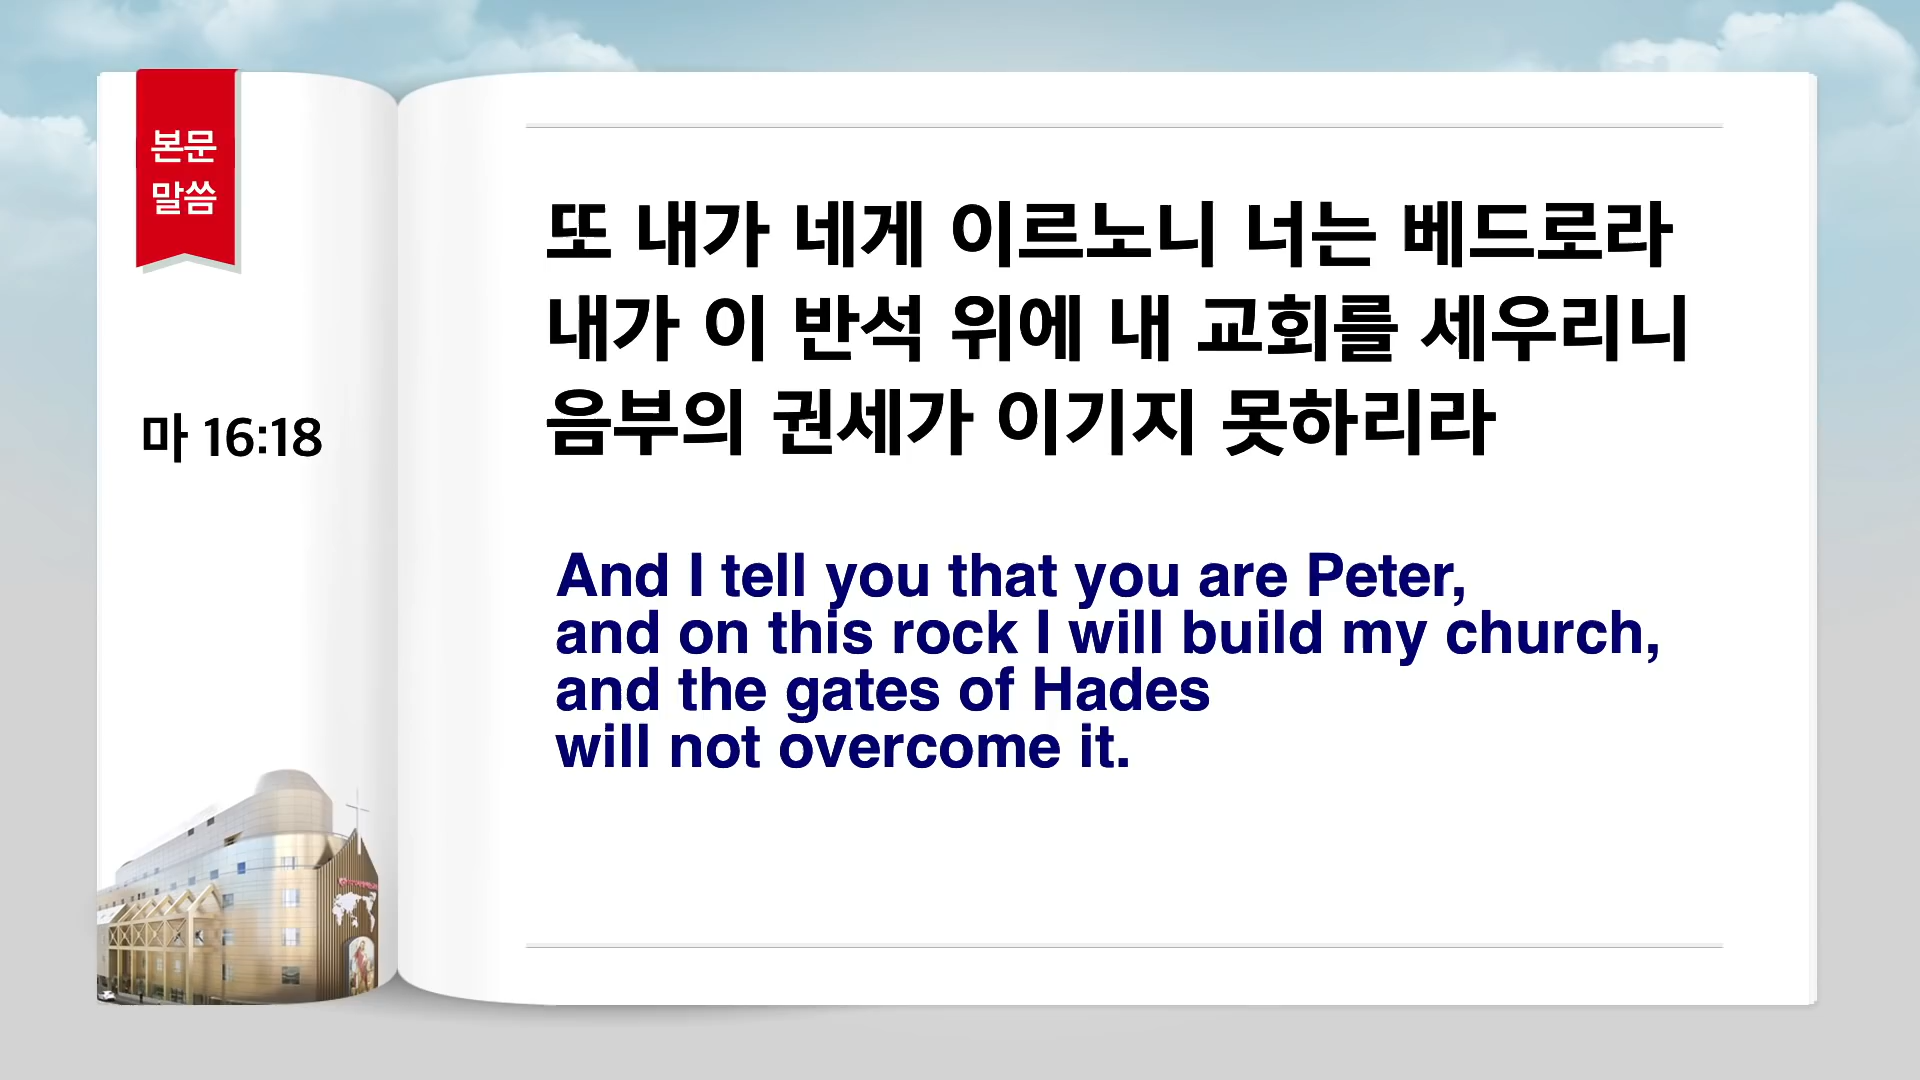 본문
말씀
마 16:18
또 내가 네게 이르노니 너는 베드로라
내가 이 반석 위에 내 교회를 세우리니
음부의 권세가 이기지 못하리라
And I tell you that you are Peter,
and on this rock I will build my church,
and the gates of Hades
will not overcome it.